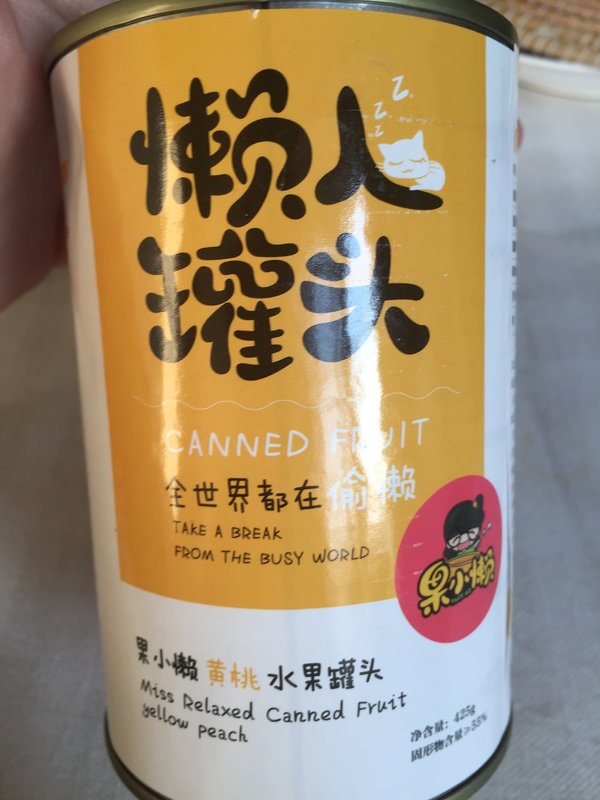 懒人
罐头
CANNED FRUIT
全世界都在偷懒
TAKE A BREAK
FROM THE BUSY WORLD
果小懒
果小懒 黄桃 水果罐头
Miss Relaxed Canned Fruit
yellow peach
净含量：425g
固形物含量≥55%